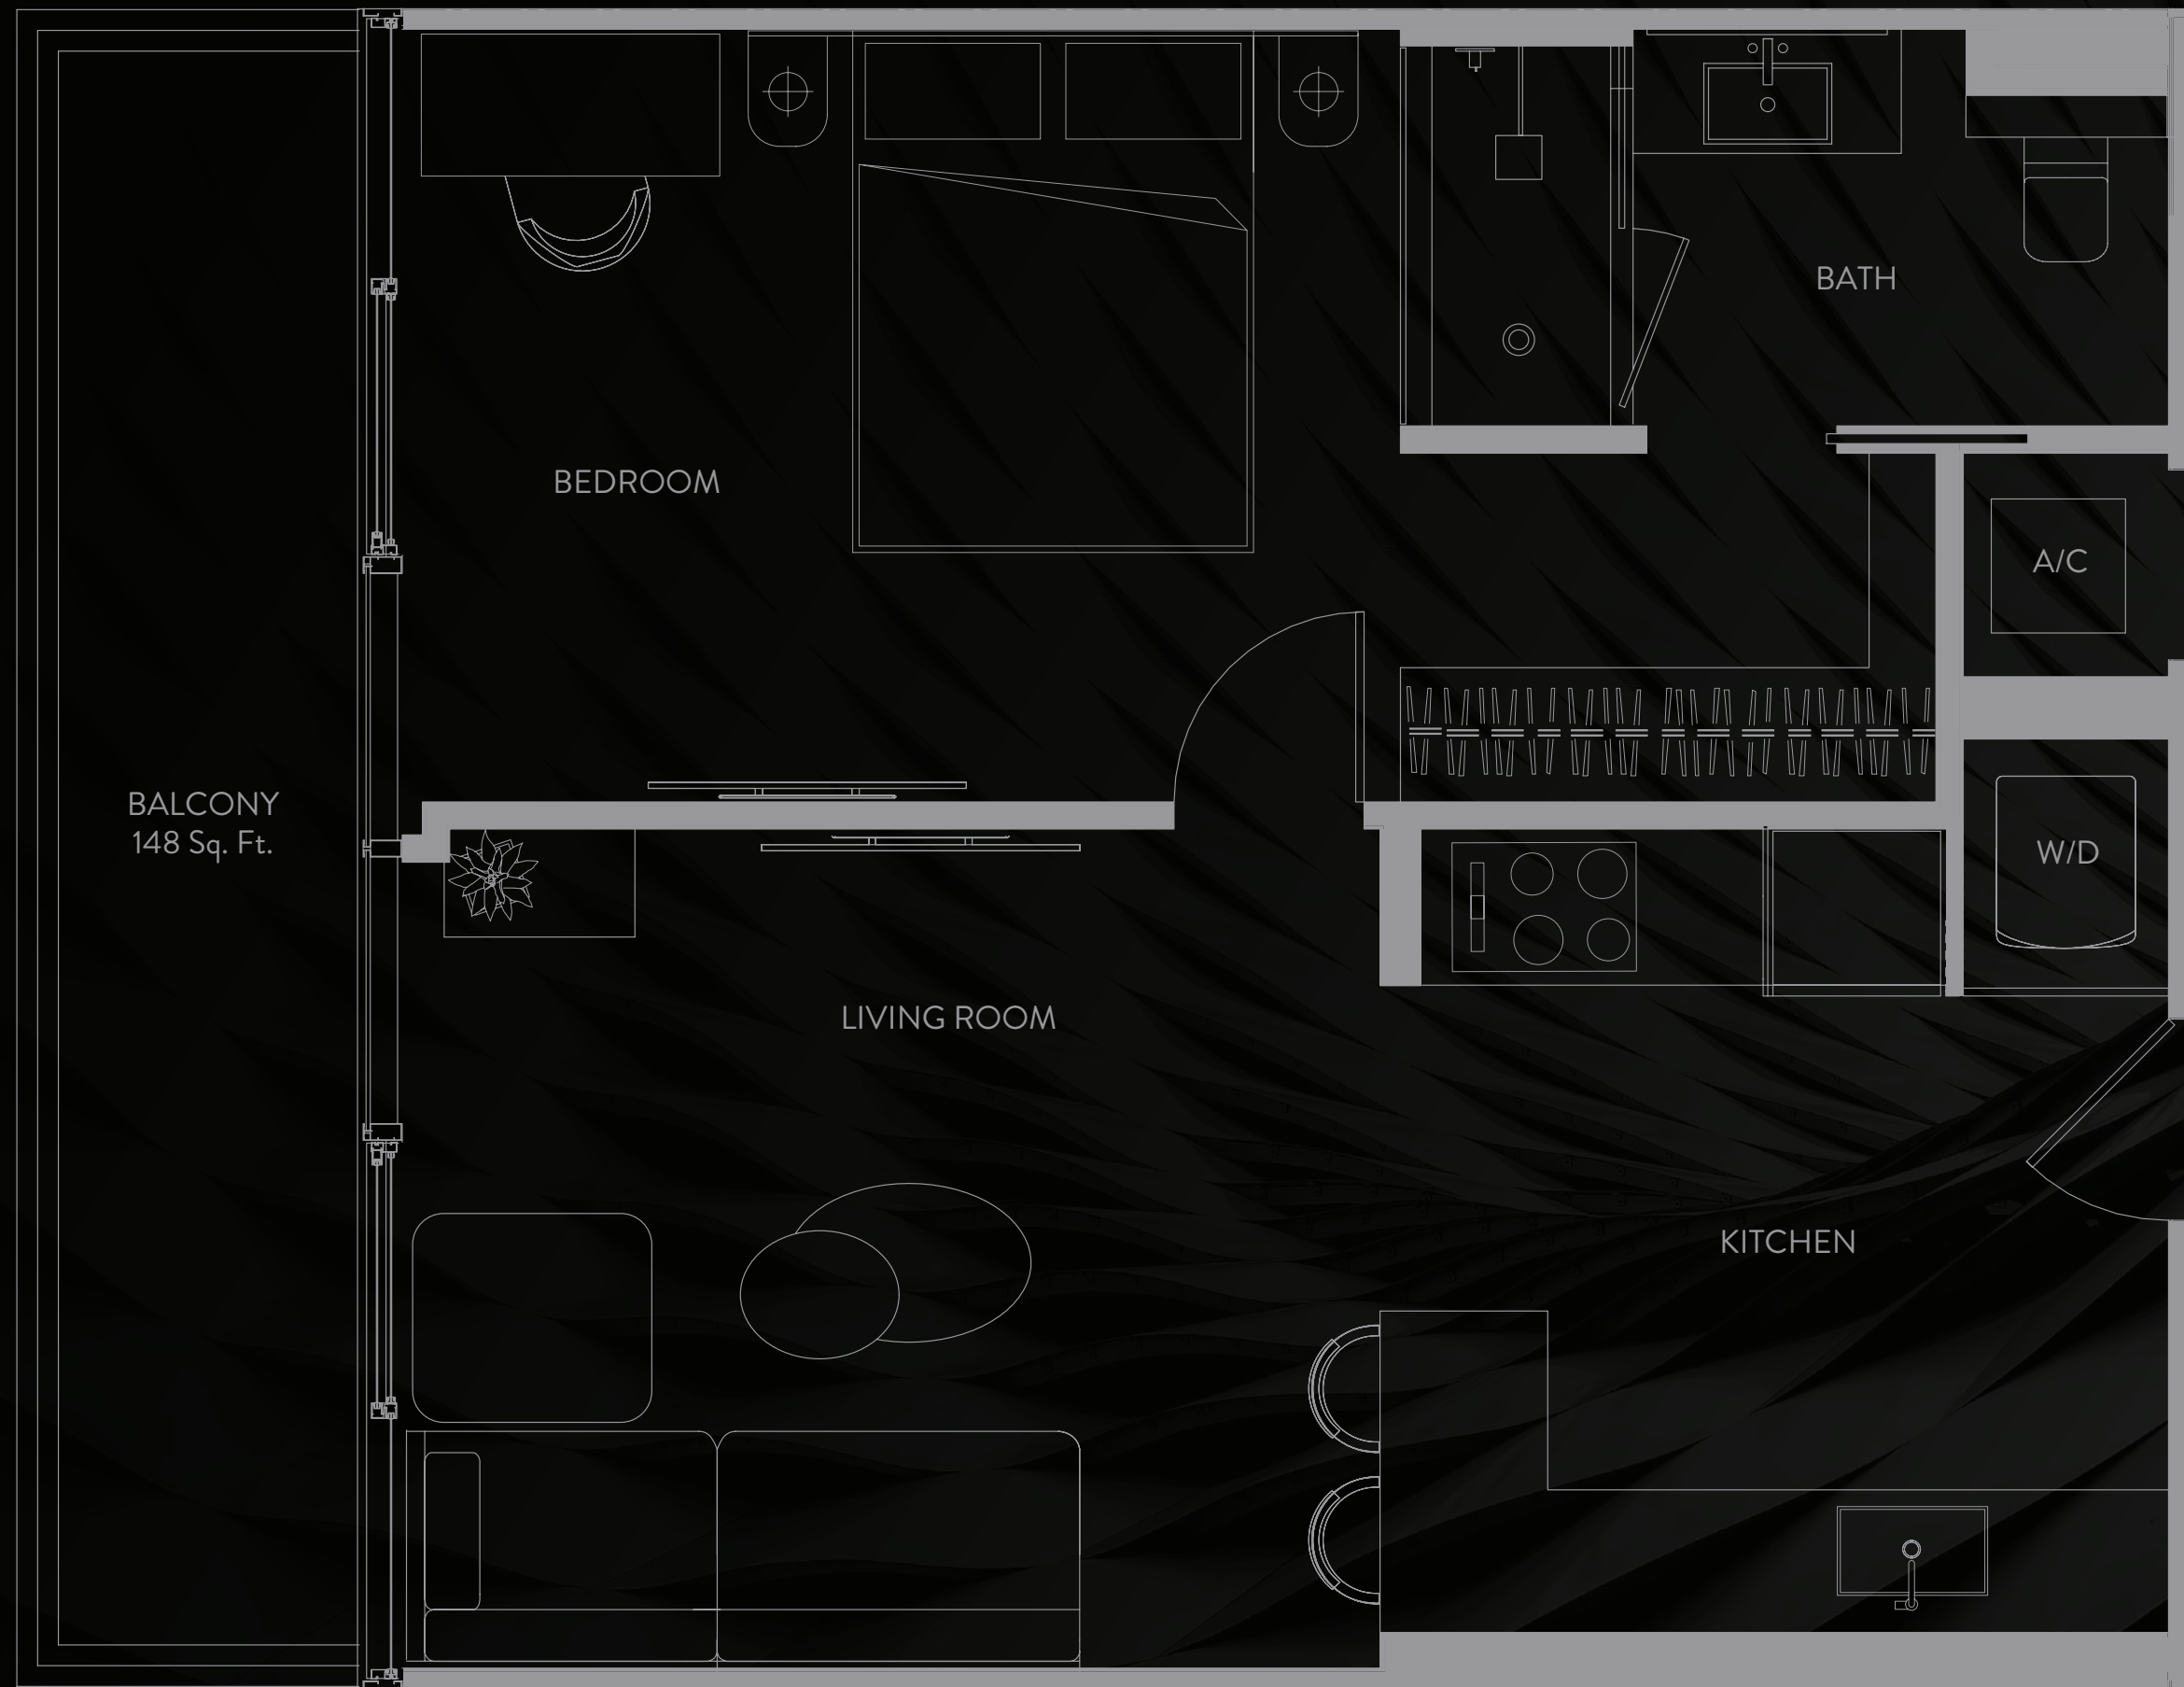 BATH
BEDROOM
A/C
BALCONY
148 Sq. Ft.
W/D
LIVING ROOM
KITCHEN